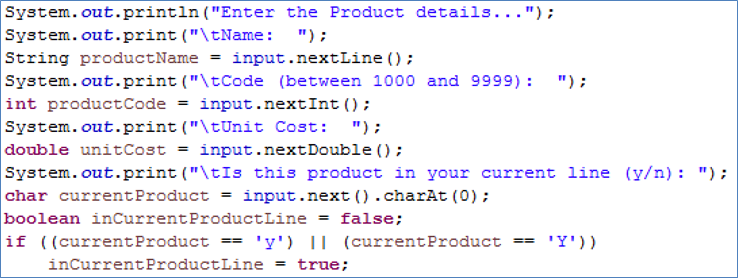 System.out.println("Enter the Product details...");
System.out.print("\tName:  ");
String productName = input.nextLine();
System.out.print("\tCode (between 1000 and 9999):  ");
int productCode = input.nextInt();
System.out.print("\tUnit Cost:  ");
double unitCost = input.nextDouble();
System.out.print("\tIs this product in your current line (y/n): ");
char currentProduct = input.next().charAt(0);
boolean inCurrentProductLine = false;
if ((currentProduct == 'y') || (currentProduct == 'Y'))
    inCurrentProductLine = true;